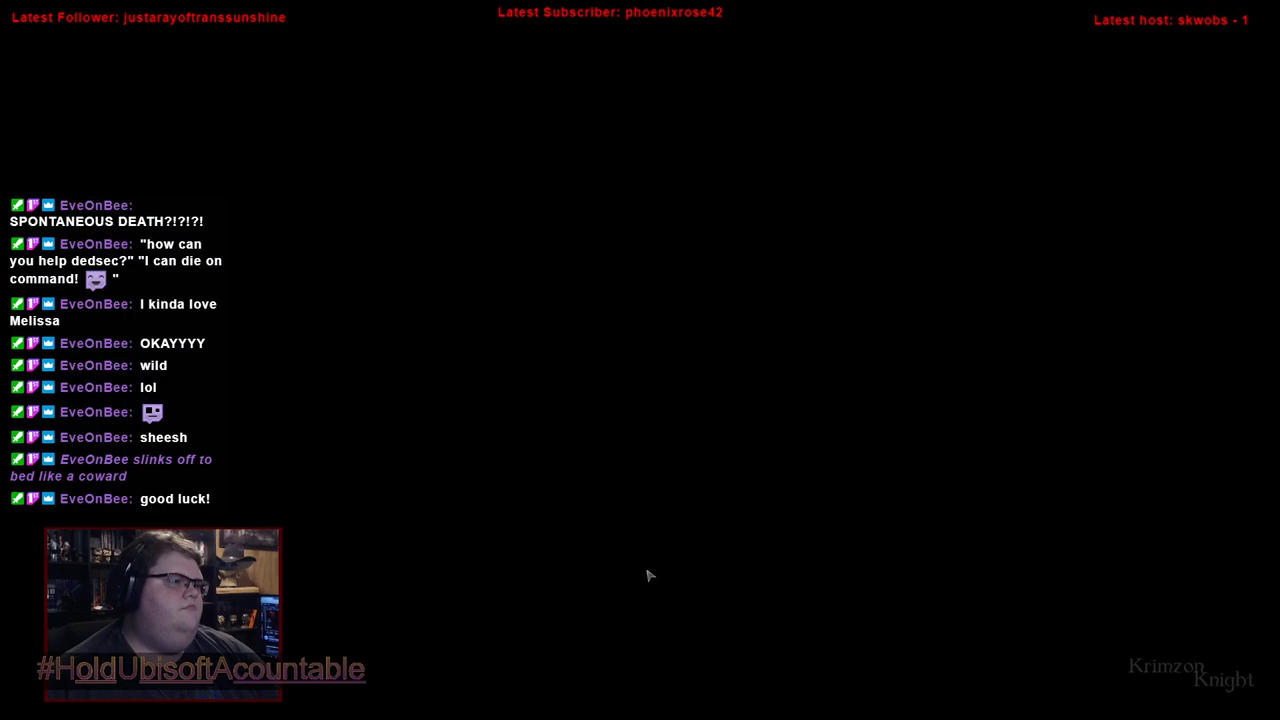 Latest Follower: justarayoftranssunshine
Latest Subscriber: phoenixrose42
Latest host: skwobs - 1
EveOnBee:
SPONTANEOUS DEATH?!?!?!
EveOnBee: "how can
you help dedsec?" "I can die on
command! "
EveOnBee: I kinda love
Melissa
EveOnBee: OKAYYYY
EveOnBee: wild
EveOnBee: lol
EveOnBee:
EveOnBee: sheesh
EveOnBee slinks off to
bed like a coward
EveOnBee: good luck!
#HoldUbisoftAcountable
Krimzon
Knight